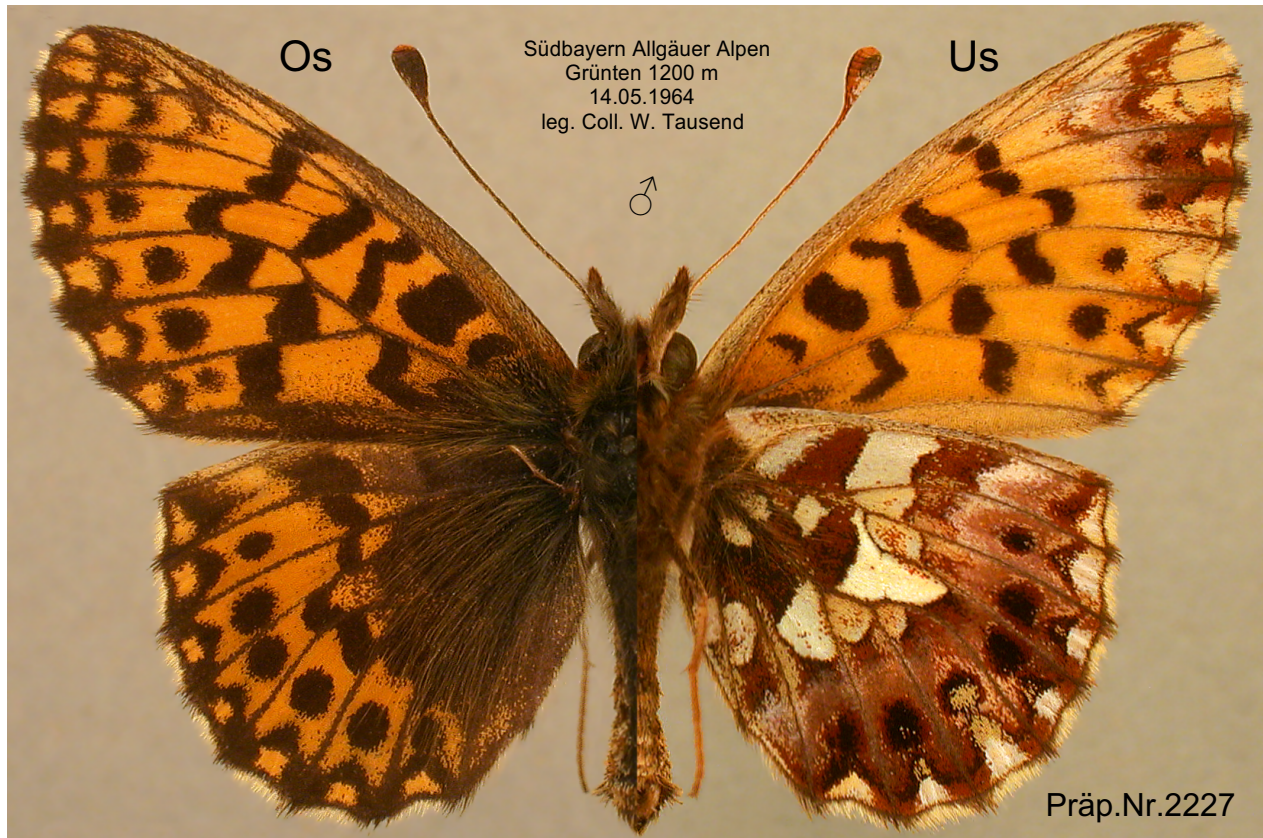 Os
Südbayern Allgäuer Alpen
Grünten 1200 m
14.05.1964
leg. Coll. W. Tausend
Us
♂
Präp.Nr.2227